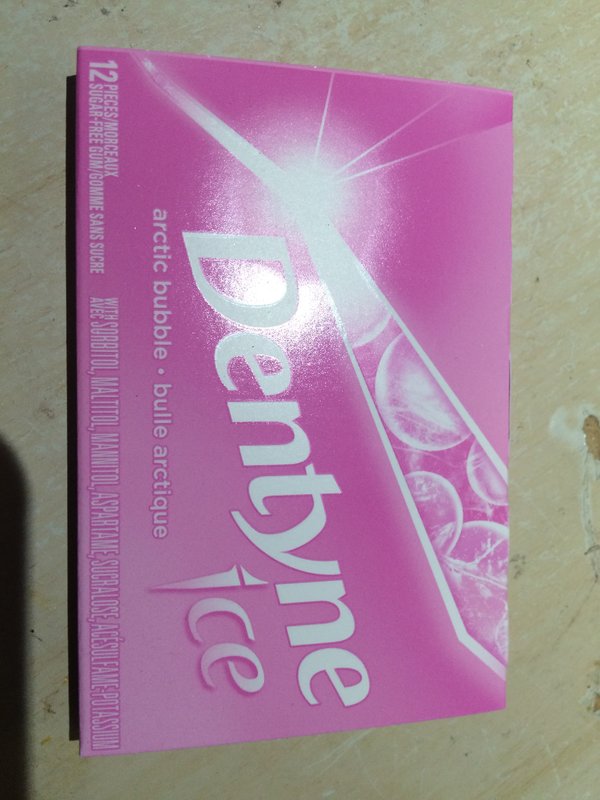 Dentyne
ice
arctic bubble • bulle arctique
12 PIECES/MORCEAUX
SUGAR-FREE GUM/GOMME SANS SUCRE
WITH SORBITOL, MALTITOL, MANNITOL, ASPARTAME, SUCRALOSE, ACÉSULFAME-POTASSIUM
AVEC